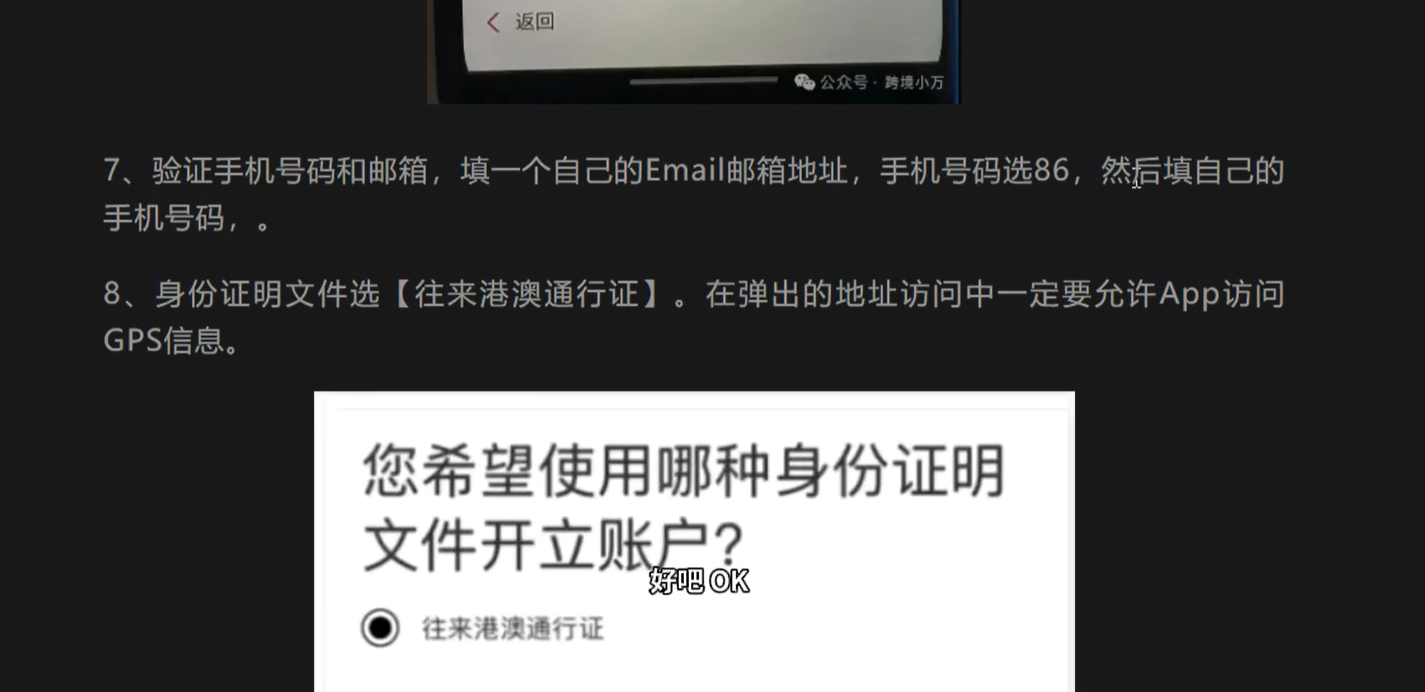 返回
公众号·跨境小万
7、验证手机号码和邮箱，填一个自己的Email邮箱地址，手机号码选86，然后填自己的
手机号码，。
8、身份证明文件选【往来港澳通行证】。在弹出的地址访问中一定要允许App访问
GPS信息。
您希望使用哪种身份证明
文件开立账户?
好吧 OK
往来港澳通行证